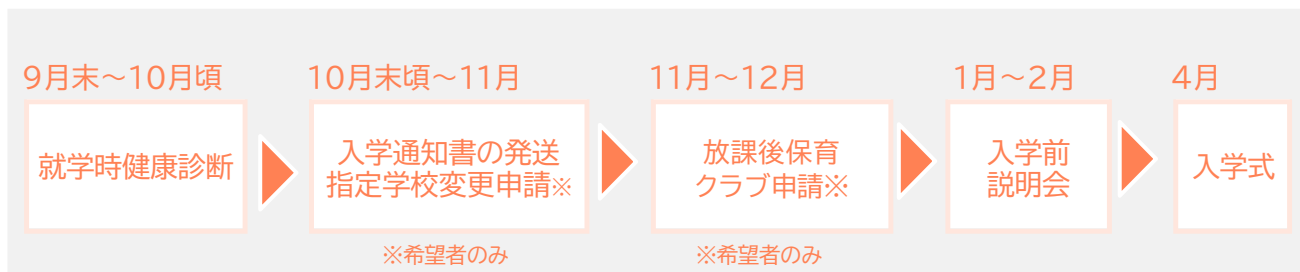 9月末～10月頃
就学時健康診断
10月末頃～11月
入学通知書の発送
指定学校変更申請※
※希望者のみ
11月～12月
放課後保育
クラブ申請※
※希望者のみ
1月～2月
入学前
説明会
4月
入学式